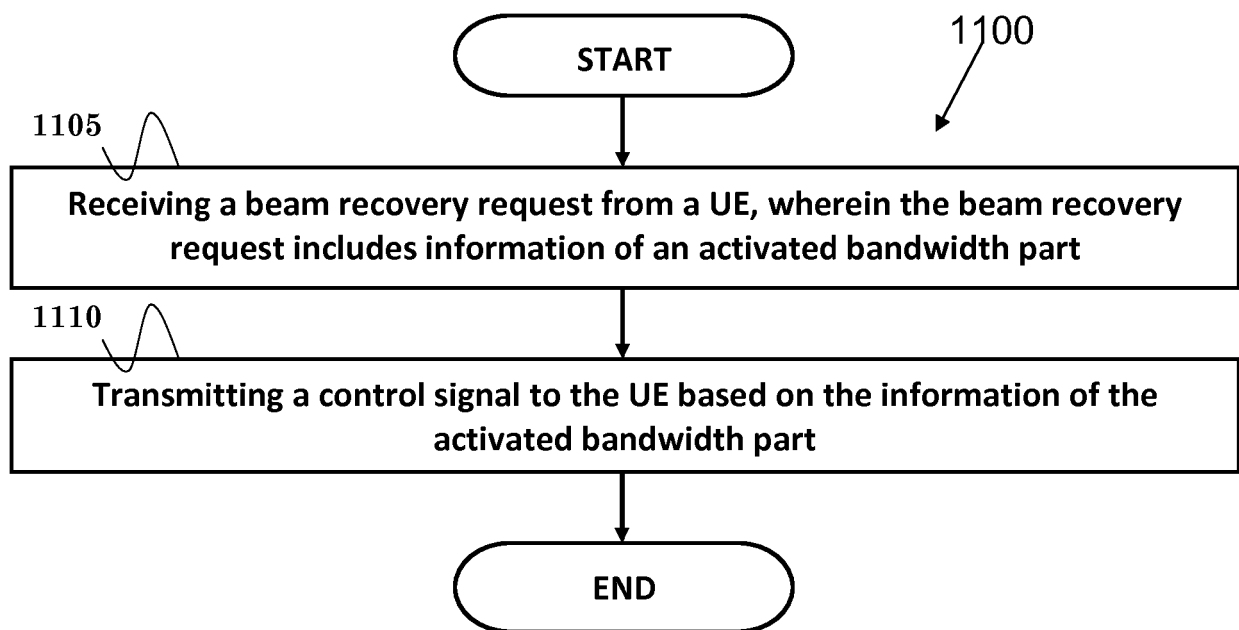 START
1100
1105
Receiving a beam recovery request from a UE, wherein the beam recovery
request includes information of an activated bandwidth part
1110
Transmitting a control signal to the UE based on the information of the
activated bandwidth part
END